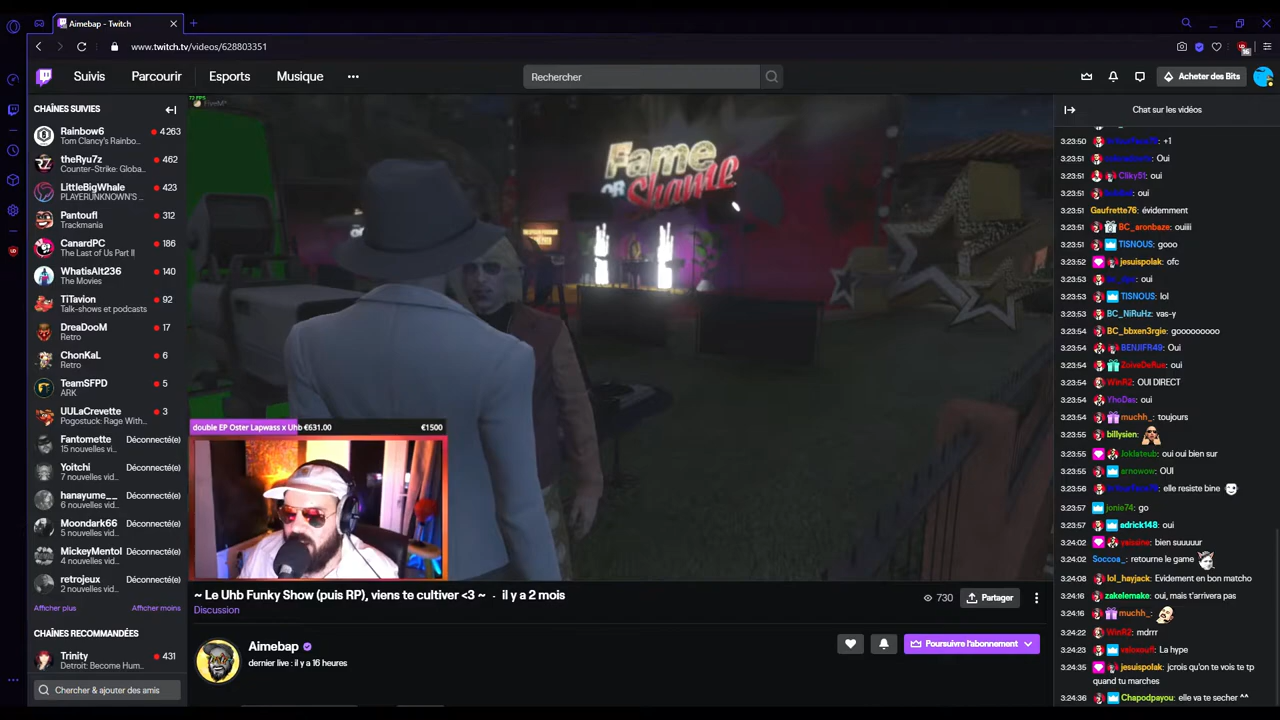 Aimebap - Twitch
www.twitch.tv/videos/628803351
Suivis
Parcourir
Esports
Musique
Rechercher
Acheter des Bits
CHAÎNES SUIVIES
Rainbow6 4 263
Tom Clancy's Rainbo...
theRyu7z 462
Counter-Strike: Globa...
LittleBigWhale 423
PLAYERUNKNOWN'S ...
Pantoufl 312
Trackmania
CanardPC 186
The Last of Us Part II
WhatisAlt236 140
The Movies
TiTavion 92
Talk-shows et podcasts
DreaDooM 17
Retro
ChonKaL 6
Retro
TeamSFPD 5
ARK
UULaCrevette 3
Pogostuck: Rage With...
Fantomette Déconnecté(e)
15 nouvelles vid...
Yoitchi Déconnecté(e)
7 nouvelles vid...
hanayume__ Déconnecté(e)
6 nouvelles vid...
Moondark66 Déconnecté(e)
5 nouvelles vid...
MickeyMentol Déconnecté(e)
4 nouvelles vid...
retrojeux Déconnecté(e)
2 nouvelles vid...
Afficher plus Afficher moins
CHAÎNES RECOMMANDÉES
Trinity 431
Detroit: Become Hum...
Chercher & ajouter des amis
72 FPS
FiveM®
Fame
OR Shame
double EP Oster Lapwass x Uhb €631.00 €1500
~ Le Uhb Funky Show (puis RP), viens te cultiver <3 ~ - il y a 2 mois
Discussion
730
Partager
Aimebap
dernier live : il y a 16 heures
Poursuivre l'abonnement
Chat sur les vidéos
3:23:50 +1
3:23:51 Oui
3:23:51 Cliky51: oui
3:23:51 oui
3:23:51 Gaufrette76: évidemment
3:23:51 BC_aronbaze: ouiiii
3:23:51 TISNOUS: gooo
3:23:52 jesuispolak: ofc
3:23:53 oui
3:23:53 TISNOUS: lol
3:23:53 BC_NiRuHz: vas-y
3:23:54 BC_bbxen3rgie: gooooooooo
3:23:54 BENJIFR49: Oui
3:23:54 ZoiveDeRue: oui
3:23:54 WinR2: OUI DIRECT
3:23:54 YhoDas: oui
3:23:54 muchh_: toujours
3:23:55 billysien:
3:23:55 Joklateub: oui oui bien sur
3:23:55 arnowow: OUI
3:23:56 elle resiste bine
3:23:57 jonie74: go
3:23:57 adrick148: oui
3:24:02 yaissine: bien suuuuur
3:24:02 Soccoa_: retourne le game
3:24:08 lol_hayjack: Evidement en bon matcho
3:24:16 zakelemake: oui, mais t'arrivera pas
3:24:16 muchh_:
3:24:22 WinR2: mdrrr
3:24:23 La hype
3:24:35 jesuispolak: jcrois qu'on te vois te tp
quand tu marches
3:24:36 Chapodpayou: elle va te secher ^^